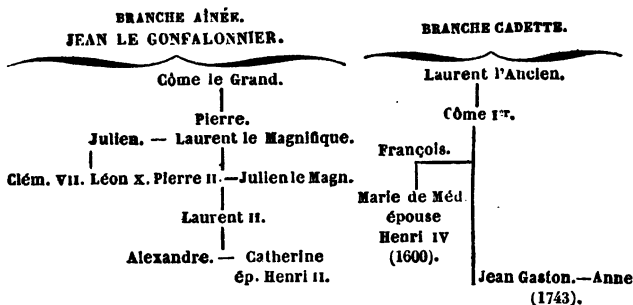 BRANCHE AÎNÉE.
JEAN LE GONFALONNIER.
Côme le Grand.
Pierre.
Julien. — Laurent le Magnifique.
Clém. VII. Léon X. Pierre II. — Julien le Magn.
Laurent II.
Alexandre. — Catherine
ép. Henri II.
BRANCHE CADETTE.
Laurent l'Ancien.
Côme Ier.
François.
Marie de Méd.
épouse
Henri IV
(1600).
Jean Gaston.—Anne
(1743).